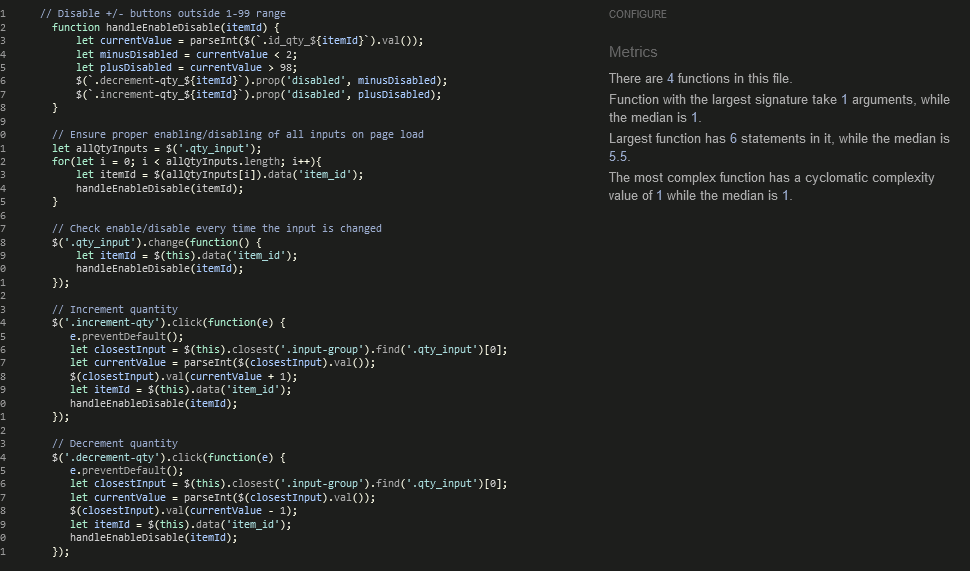 1 // Disable +/- buttons outside 1-99 range
2 function handleEnableDisable(itemId) {
3 let currentValue = parseInt($(`.id_qty_${itemId}`).val());
4 let minusDisabled = currentValue < 2;
5 let plusDisabled = currentValue > 98;
6 $(`.decrement-qty_${itemId}`).prop('disabled', minusDisabled);
7 $(`.increment-qty_${itemId}`).prop('disabled', plusDisabled);
8 }
9
0 // Ensure proper enabling/disabling of all inputs on page load
1 let allQtyInputs = $('.qty_input');
2 for(let i = 0; i < allQtyInputs.length; i++){
3 let itemId = $(allQtyInputs[i]).data('item_id');
4 handleEnableDisable(itemId);
5 }
6
7 // Check enable/disable every time the input is changed
8 $('.qty_input').change(function() {
9 let itemId = $(this).data('item_id');
0 handleEnableDisable(itemId);
1 });
2
3 // Increment quantity
4 $('.increment-qty').click(function(e) {
5 e.preventDefault();
6 let closestInput = $(this).closest('.input-group').find('.qty_input')[0];
7 let currentValue = parseInt($(closestInput).val());
8 $(closestInput).val(currentValue + 1);
9 let itemId = $(this).data('item_id');
0 handleEnableDisable(itemId);
1 });
2
3 // Decrement quantity
4 $('.decrement-qty').click(function(e) {
5 e.preventDefault();
6 let closestInput = $(this).closest('.input-group').find('.qty_input')[0];
7 let currentValue = parseInt($(closestInput).val());
8 $(closestInput).val(currentValue - 1);
9 let itemId = $(this).data('item_id');
0 handleEnableDisable(itemId);
1 });
CONFIGURE
Metrics
There are 4 functions in this file.
Function with the largest signature take 1 arguments, while
the median is 1.
Largest function has 6 statements in it, while the median is
5.5.
The most complex function has a cyclomatic complexity
value of 1 while the median is 1.